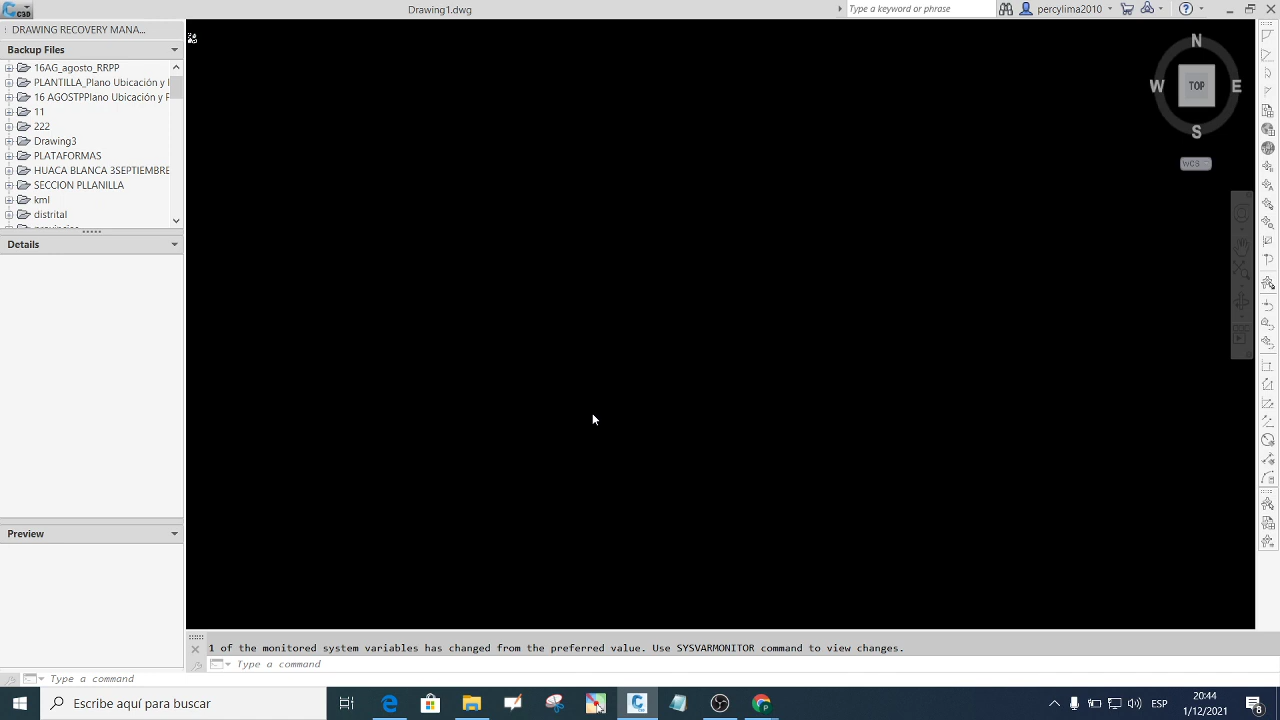 C3D
Drawing1.dwg
Type a keyword or phrase
percylima2010
DRAWING RECOVERY MANA...
Backup Files
16AG_agosto_RRPP
PLANTILLA_Plano Ubicación y
16 AGOSTPPlano Ubicación y F
11
222
Drawing3
PLATAFORMAS
HUACA BLANCA 3SEPTIEMBRE
SECCION PLLANILLA
kml
distrital
Details
Preview
N
W
TOP
E
S
WCS
1 of the monitored system variables has changed from the preferred value. Use SYSVARMONITOR command to view changes.
Type a command
Type a command
Escribe aquí para buscar
ESP
20:44
1/12/2021
8